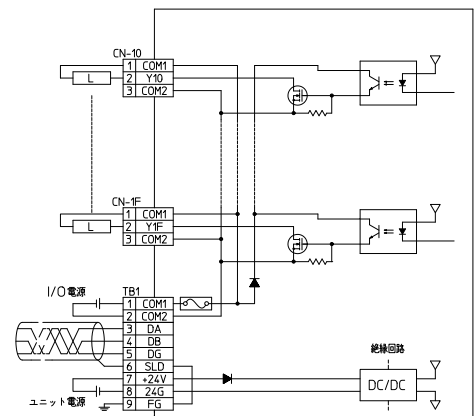 CN-10
1 COM1
L 2 Y10
3 COM2
CN-1F
1 COM1
L 2 Y1F
3 COM2
I/O電源 TB1
1 COM1
2 COM2
3 DA
4 DB
5 DG
6 SLD
7 +24V
8 24G
9 FG
ユニット電源
絶縁回路
DC/DC